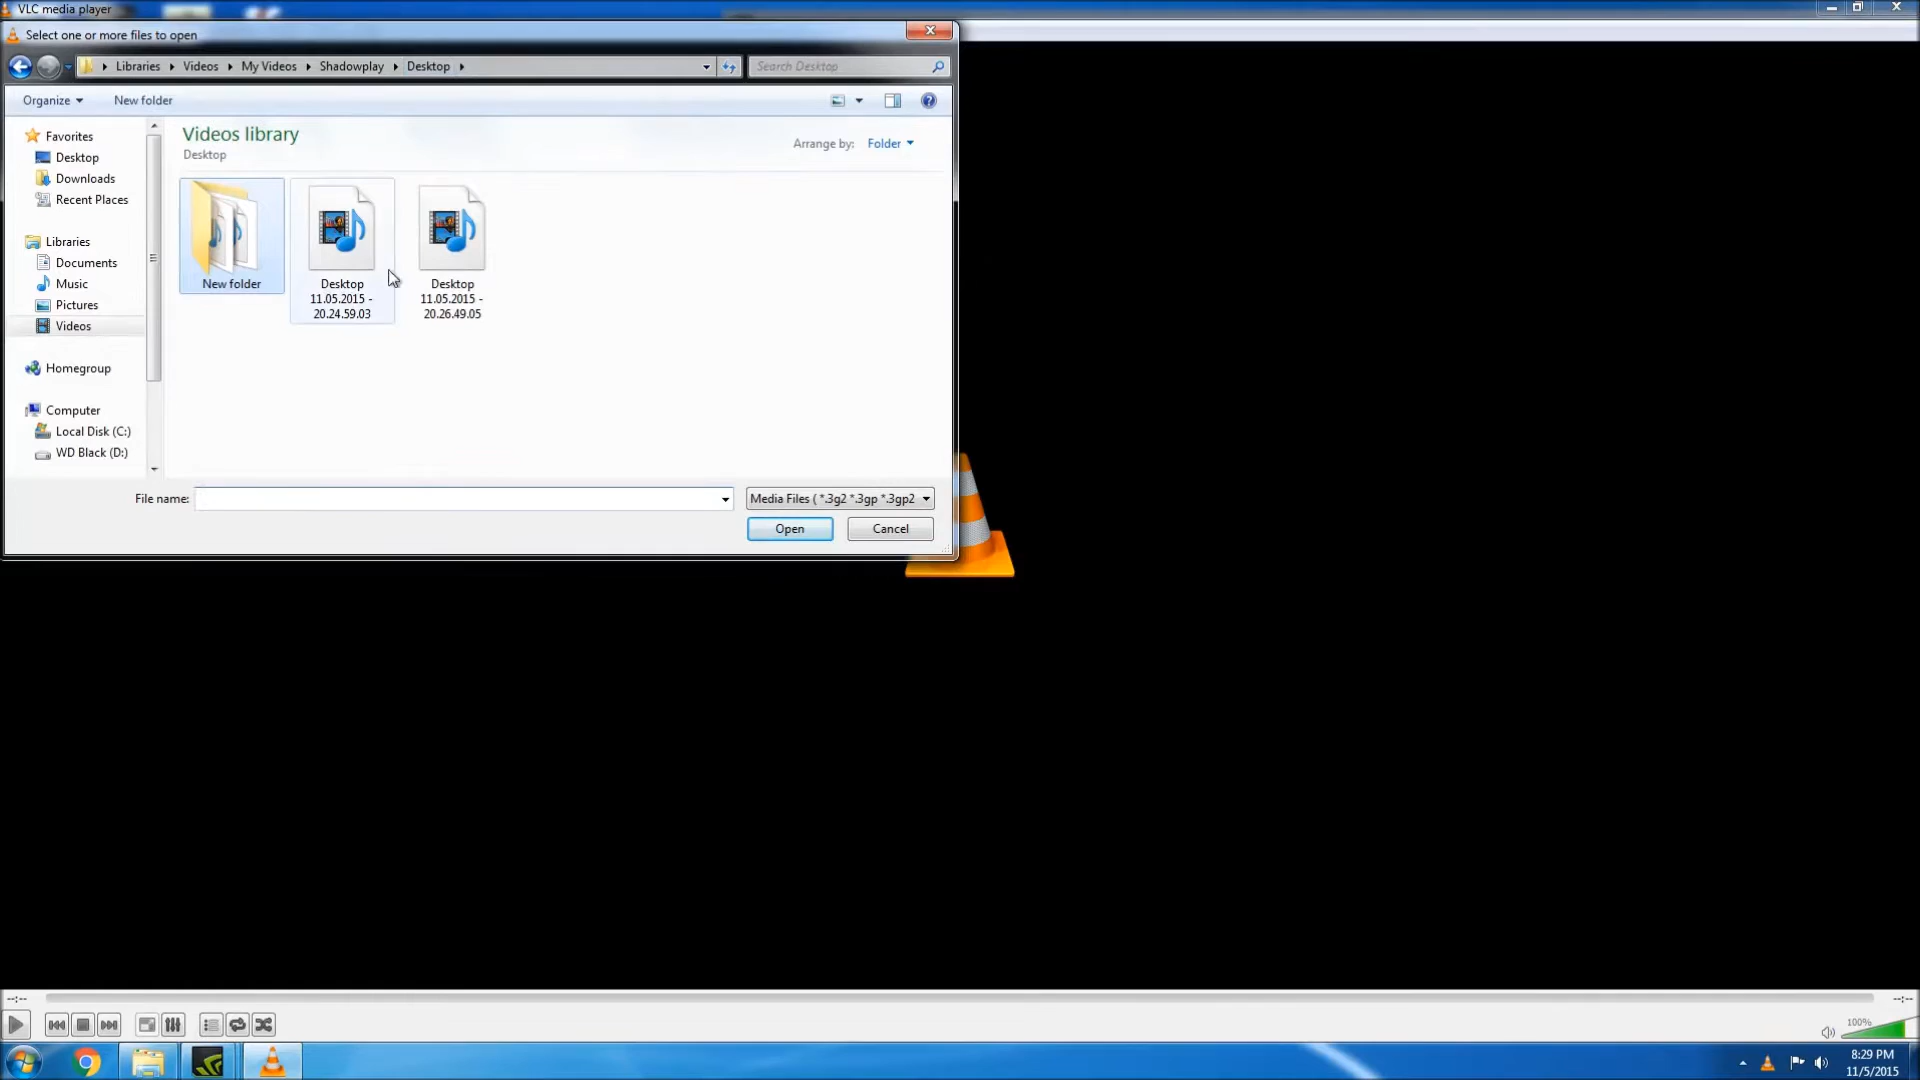 VLC media player
Select one or more files to open
Libraries Videos My Videos Shadowplay Desktop
Search Desktop
Organize
New folder
Favorites
Desktop
Downloads
Recent Places
Libraries
Documents
Music
Pictures
Videos
Homegroup
Computer
Local Disk (C:)
WD Black (D:)
Videos library
Desktop
Arrange by: Folder
New folder
Desktop
11.05.2015 -
20.24.59.03
Desktop
11.05.2015 -
20.26.49.05
File name:
Media Files ( *.3g2 *.3gp *.3gp2
Open
Cancel
--:--
--:--
100%
8:29 PM
11/5/2015